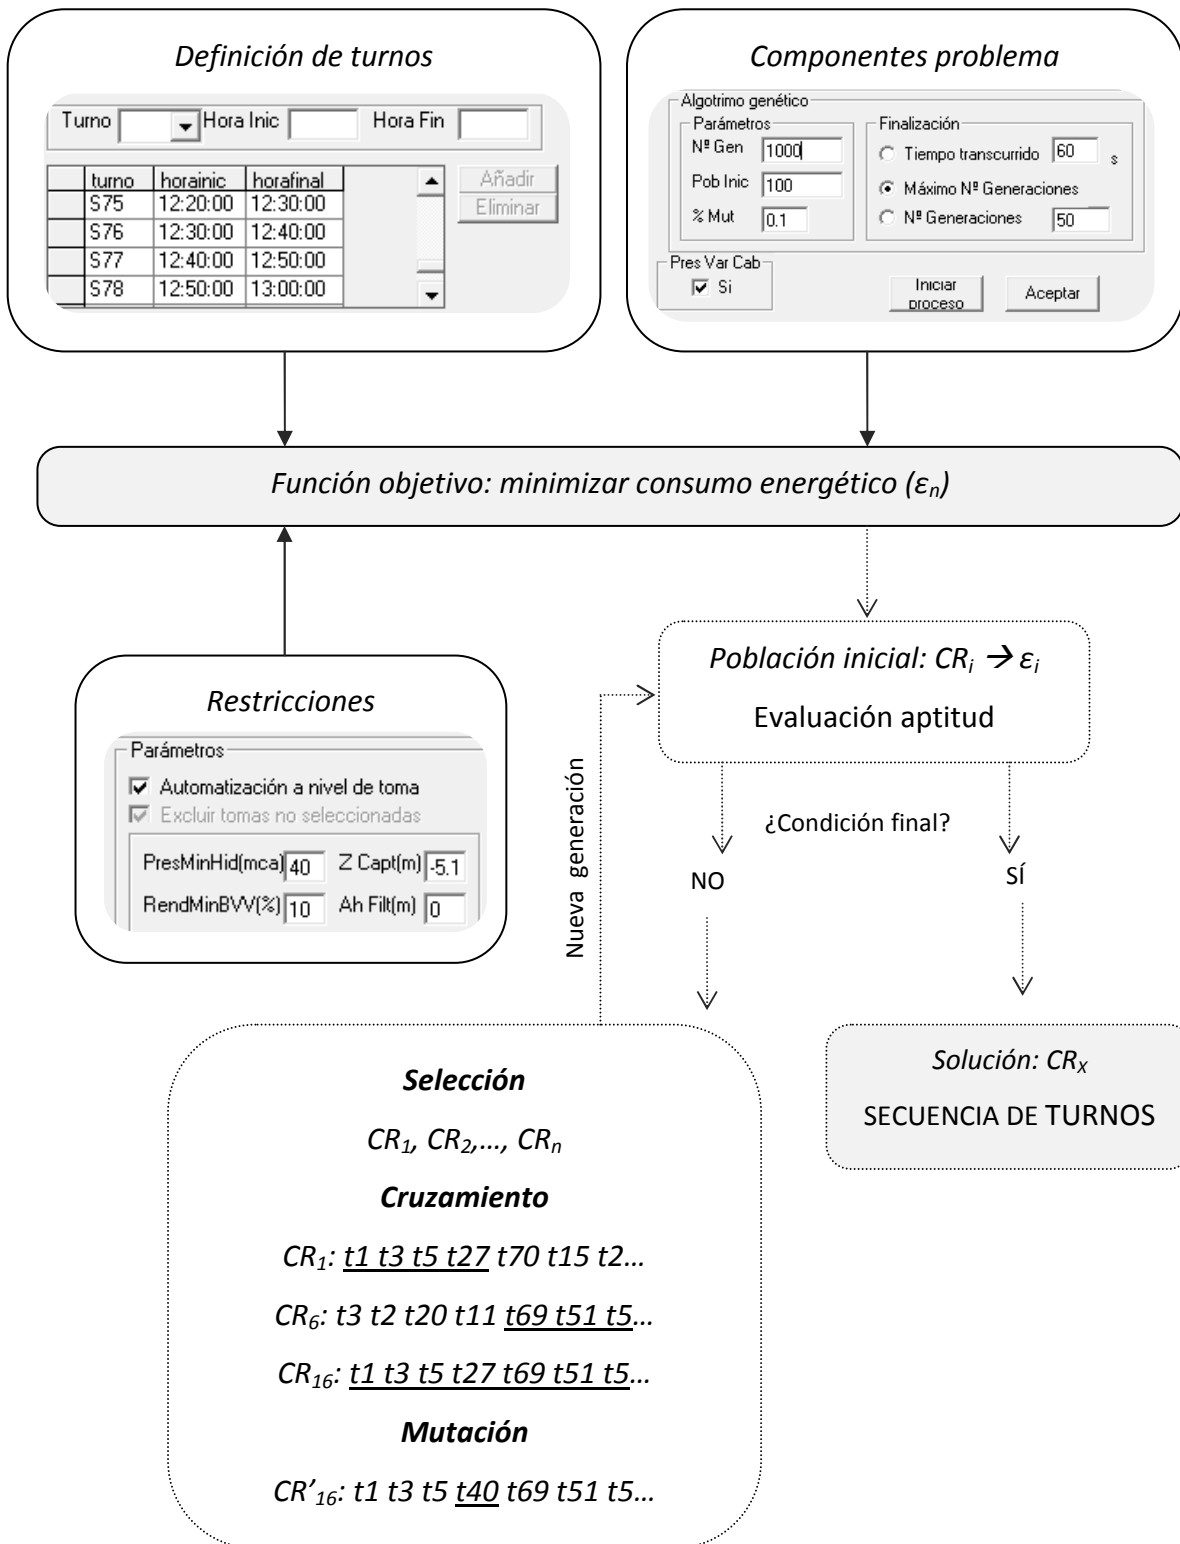 Definición de turnos
Turno Hora Inic Hora Fin
turno horainic horafinal
S75 12:20:00 12:30:00
S76 12:30:00 12:40:00
S77 12:40:00 12:50:00
S78 12:50:00 13:00:00
Añadir
Eliminar
Componentes problema
Algotrimo genético
Parámetros
Nº Gen 1000
Pob Inic 100
% Mut 0.1
Finalización
Tiempo transcurrido 60 s
Máximo Nº Generaciones
Nº Generaciones 50
Pres Var Cab
Si
Iniciar
proceso
Aceptar
Función objetivo: minimizar consumo energético (εn)
Restricciones
Parámetros
Automatización a nivel de toma
Excluir tomas no seleccionadas
PresMinHid(mca) 40 Z Capt(m) -5.1
RendMinBVV(%) 10 Ah Filt(m) 0
Población inicial: CRi → εi
Evaluación aptitud
¿Condición final?
NO
SÍ
Nueva generación
Selección
CR1, CR2,..., CRn
Cruzamiento
CR1: t1 t3 t5 t27 t70 t15 t2...
CR6: t3 t2 t20 t11 t69 t51 t5...
CR16: t1 t3 t5 t27 t69 t51 t5...
Mutación
CR’16: t1 t3 t5 t40 t69 t51 t5...
Solución: CRX
SECUENCIA DE TURNOS